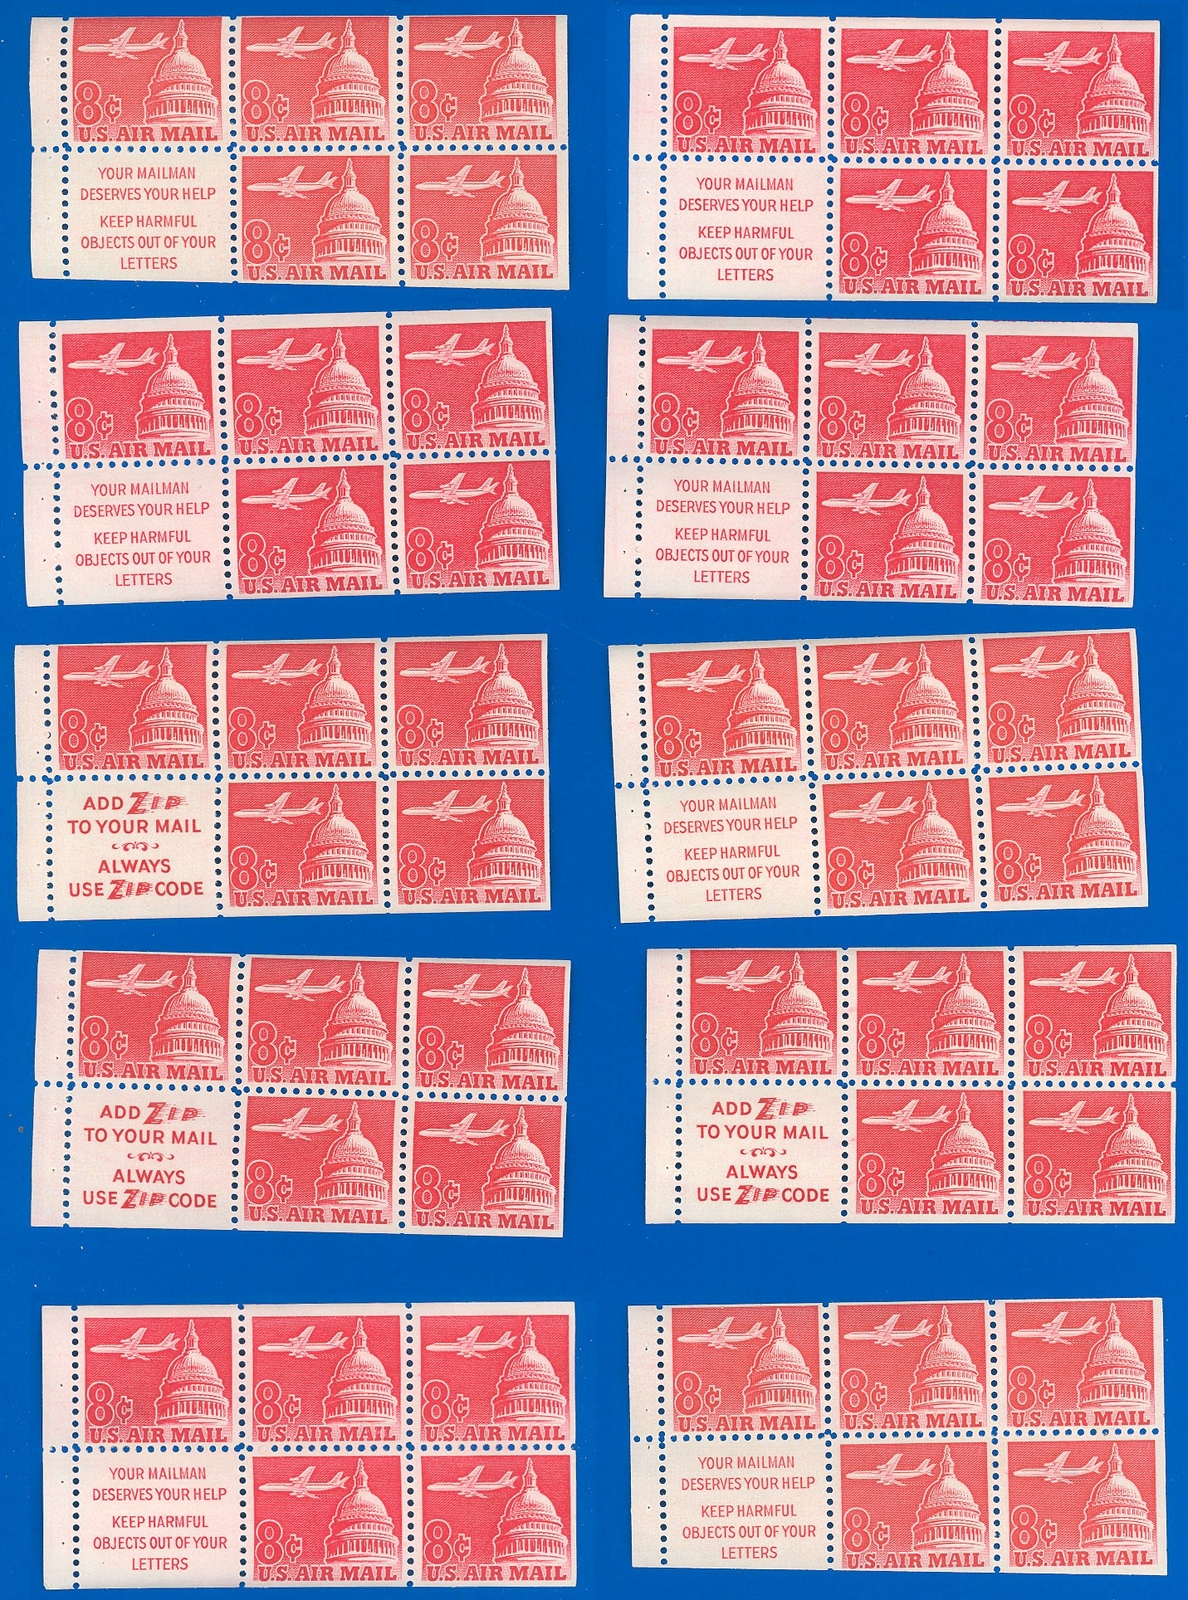 8¢ 8¢ 8¢
U.S. AIR MAIL U.S. AIR MAIL U.S. AIR MAIL
YOUR MAILMAN
DESERVES YOUR HELP
KEEP HARMFUL
OBJECTS OUT OF YOUR
LETTERS
8¢ 8¢
U.S. AIR MAIL U.S. AIR MAIL
8¢ 8¢ 8¢
U.S. AIR MAIL U.S. AIR MAIL U.S. AIR MAIL
YOUR MAILMAN
DESERVES YOUR HELP
KEEP HARMFUL
OBJECTS OUT OF YOUR
LETTERS
8¢ 8¢
U.S. AIR MAIL U.S. AIR MAIL
8¢ 8¢ 8¢
U.S. AIR MAIL U.S. AIR MAIL U.S. AIR MAIL
YOUR MAILMAN
DESERVES YOUR HELP
KEEP HARMFUL
OBJECTS OUT OF YOUR
LETTERS
8¢ 8¢
U.S. AIR MAIL U.S. AIR MAIL
8¢ 8¢ 8¢
U.S. AIR MAIL U.S. AIR MAIL U.S. AIR MAIL
YOUR MAILMAN
DESERVES YOUR HELP
KEEP HARMFUL
OBJECTS OUT OF YOUR
LETTERS
8¢ 8¢
U.S. AIR MAIL U.S. AIR MAIL
8¢ 8¢ 8¢
U.S. AIR MAIL U.S. AIR MAIL U.S. AIR MAIL
ADD ZIP
TO YOUR MAIL
ALWAYS
USE ZIP CODE
8¢ 8¢
U.S. AIR MAIL U.S. AIR MAIL
8¢ 8¢ 8¢
U.S. AIR MAIL U.S. AIR MAIL U.S. AIR MAIL
YOUR MAILMAN
DESERVES YOUR HELP
KEEP HARMFUL
OBJECTS OUT OF YOUR
LETTERS
8¢ 8¢
U.S. AIR MAIL U.S. AIR MAIL
8¢ 8¢ 8¢
U.S. AIR MAIL U.S. AIR MAIL U.S. AIR MAIL
ADD ZIP
TO YOUR MAIL
ALWAYS
USE ZIP CODE
8¢ 8¢
U.S. AIR MAIL U.S. AIR MAIL
8¢ 8¢ 8¢
U.S. AIR MAIL U.S. AIR MAIL U.S. AIR MAIL
ADD ZIP
TO YOUR MAIL
ALWAYS
USE ZIP CODE
8¢ 8¢
U.S. AIR MAIL U.S. AIR MAIL
8¢ 8¢ 8¢
U.S. AIR MAIL U.S. AIR MAIL U.S. AIR MAIL
YOUR MAILMAN
DESERVES YOUR HELP
KEEP HARMFUL
OBJECTS OUT OF YOUR
LETTERS
8¢ 8¢
U.S. AIR MAIL U.S. AIR MAIL
8¢ 8¢ 8¢
U.S. AIR MAIL U.S. AIR MAIL U.S. AIR MAIL
YOUR MAILMAN
DESERVES YOUR HELP
KEEP HARMFUL
OBJECTS OUT OF YOUR
LETTERS
8¢ 8¢
U.S. AIR MAIL U.S. AIR MAIL